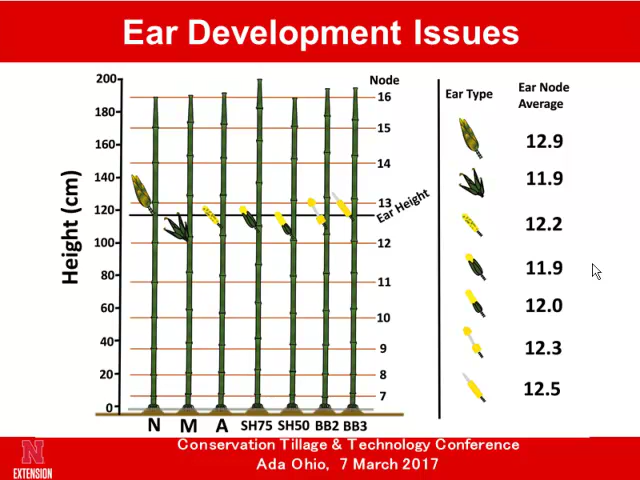 Ear Development Issues
Height (cm)
200
180
160
140
120
100
80
60
40
20
0
Node
16
15
14
13
Ear Height
12
11
10
9
8
7
N M A SH75 SH50 BB2 BB3
Ear Type
Ear Node
Average
12.9
11.9
12.2
11.9
12.0
12.3
12.5
N
EXTENSION
Conservation Tillage & Technology Conference
Ada Ohio, 7 March 2017